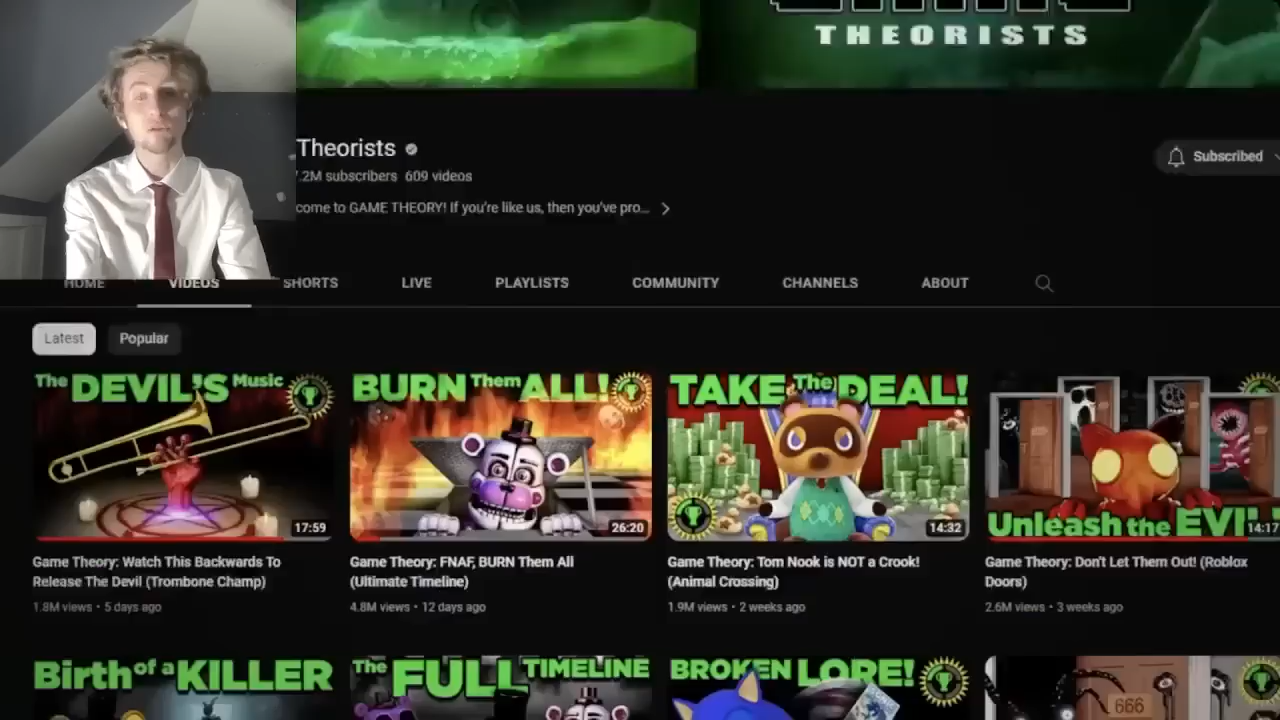 THEORISTS
Theorists
.2M subscribers 609 videos
come to GAME THEORY! If you're like us, then you've pro...
Subscribed
HOME VIDEOS SHORTS LIVE PLAYLISTS COMMUNITY CHANNELS ABOUT
Latest Popular
The DEVIL'S Music
17:59
BURN Them ALL!
26:20
TAKE The DEAL!
14:32
Unleash the EVIL
14:17
Game Theory: Watch This Backwards To
Release The Devil (Trombone Champ)
1.8M views • 5 days ago
Game Theory: FNAF, BURN Them All
(Ultimate Timeline)
4.8M views • 12 days ago
Game Theory: Tom Nook is NOT a Crook!
(Animal Crossing)
1.9M views • 2 weeks ago
Game Theory: Don't Let Them Out! (Roblox
Doors)
2.6M views • 3 weeks ago
Birth of a KILLER
The FULL TIMELINE
BROKEN LORE!
666